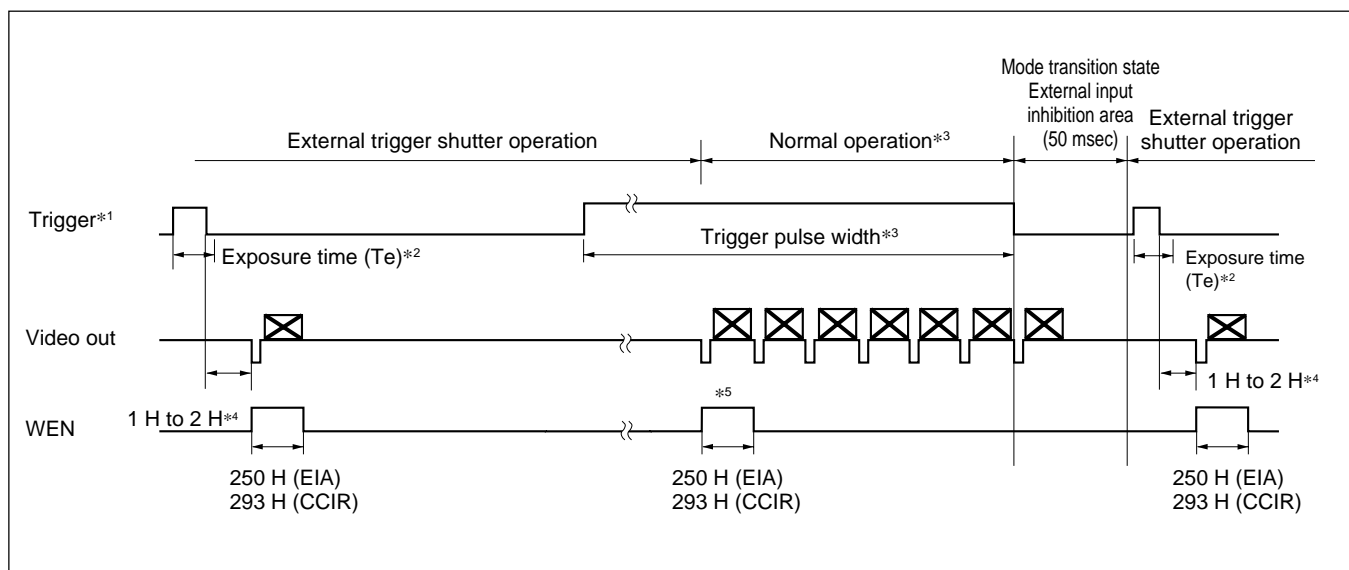 Mode transition state
External input
inhibition area
(50 msec)
External trigger
shutter operation
External trigger shutter operation
Normal operation*3
Trigger*1
Exposure time (Te)*2
Trigger pulse width*3
Exposure time
(Te)*2
Video out
1 H to 2 H*4
*5
1 H to 2 H*4
WEN
250 H (EIA)
293 H (CCIR)
250 H (EIA)
293 H (CCIR)
250 H (EIA)
293 H (CCIR)